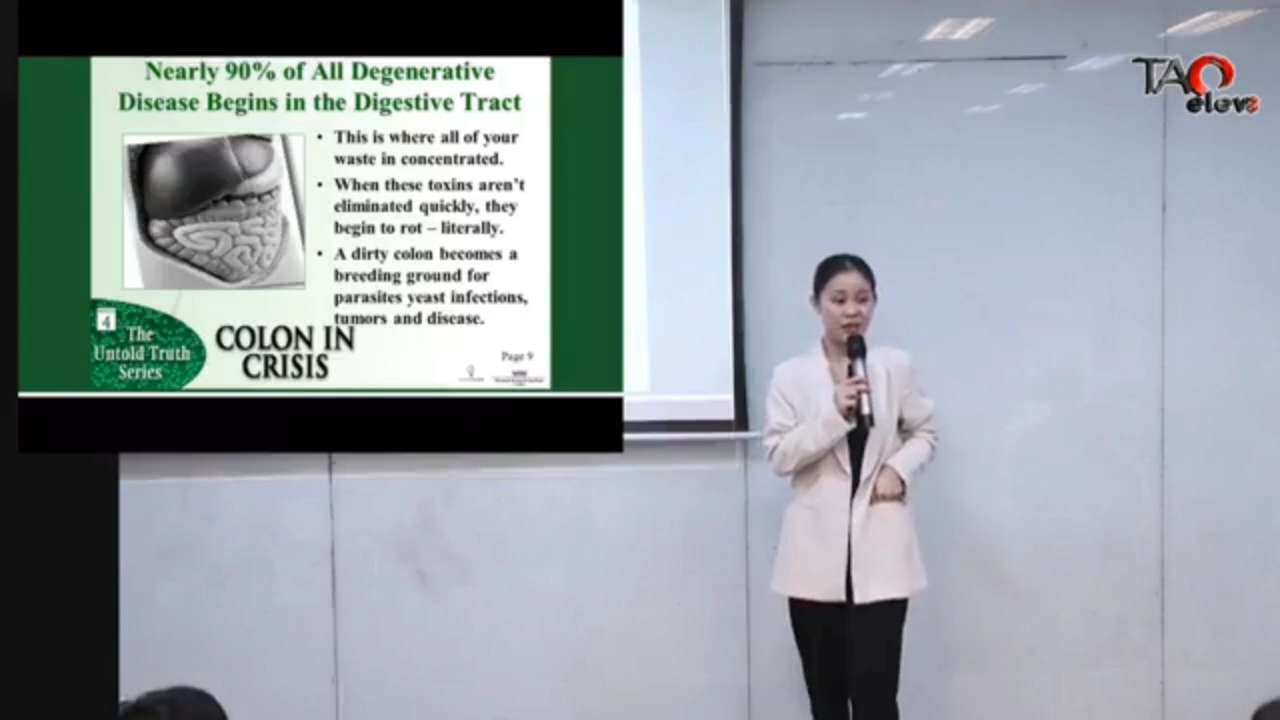 Nearly 90% of All Degenerative
Disease Begins in the Digestive Tract
• This is where all of your
waste in concentrated.
• When these toxins aren't
eliminated quickly, they
begin to rot – literally.
• A dirty colon becomes a
breeding ground for
parasites yeast infections,
tumors and disease.
4
The
Untold Truth
Series
COLON IN
CRISIS
Page 9
TAO
elev8